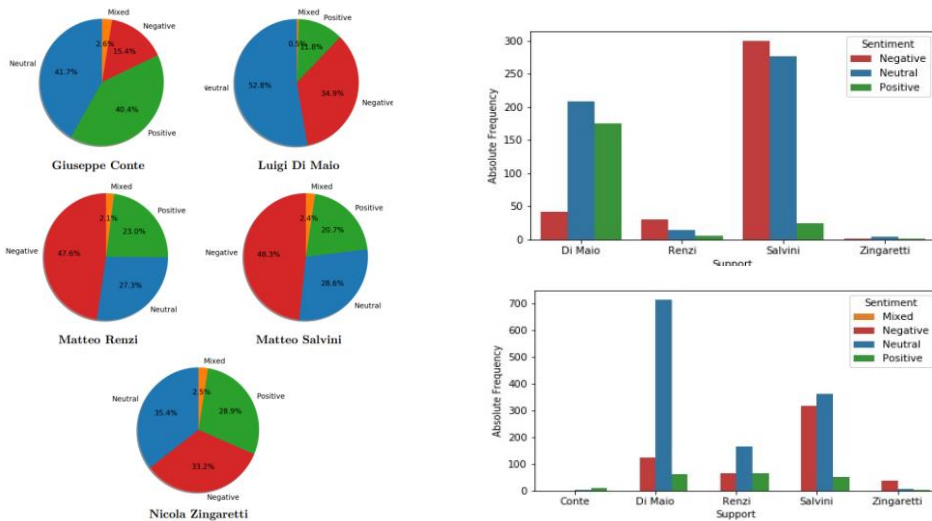 Mixed
2.6%
Negative
15.4%
Neutral
41.7%
40.4%
Positive
Giuseppe Conte
Mixed
0.5%
Positive
11.8%
Neutral
52.8%
34.9%
Negative
Luigi Di Maio
Mixed
2.1%
Positive
23.0%
Negative
47.6%
27.3%
Neutral
Matteo Renzi
Mixed
2.4%
Positive
20.7%
Negative
48.3%
28.6%
Neutral
Matteo Salvini
Mixed
2.5%
Positive
28.9%
Neutral
35.4%
33.2%
Negative
Nicola Zingaretti
Absolute Frequency
300
250
200
150
100
50
0
Sentiment
Negative
Neutral
Positive
Di Maio
Renzi
Salvini
Zingaretti
Support
Absolute Frequency
700
600
500
400
300
200
100
0
Sentiment
Mixed
Negative
Neutral
Positive
Conte
Di Maio
Renzi
Salvini
Zingaretti
Support